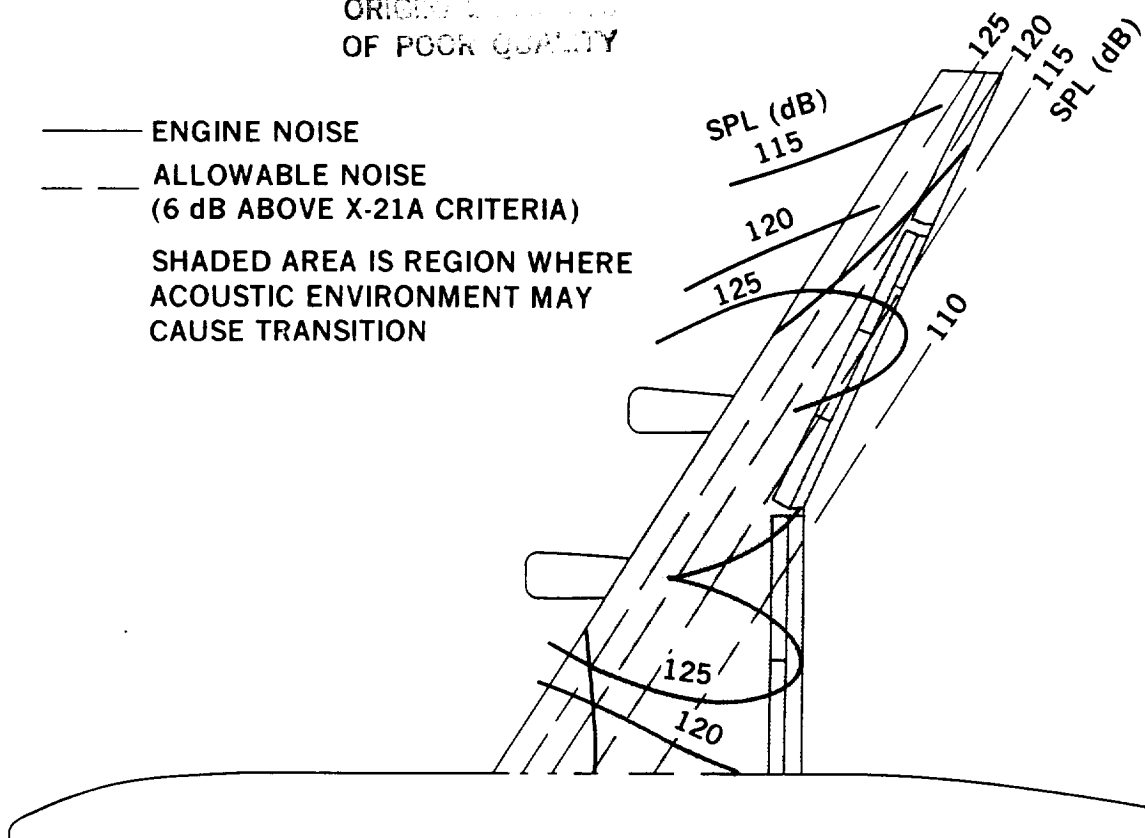 OF POOR QUALITY
125
120
115
SPL (dB)
ENGINE NOISE
ALLOWABLE NOISE
(6 dB ABOVE X-21A CRITERIA)
SHADED AREA IS REGION WHERE
ACOUSTIC ENVIRONMENT MAY
CAUSE TRANSITION
SPL (dB)
115
120
125
110
125
120